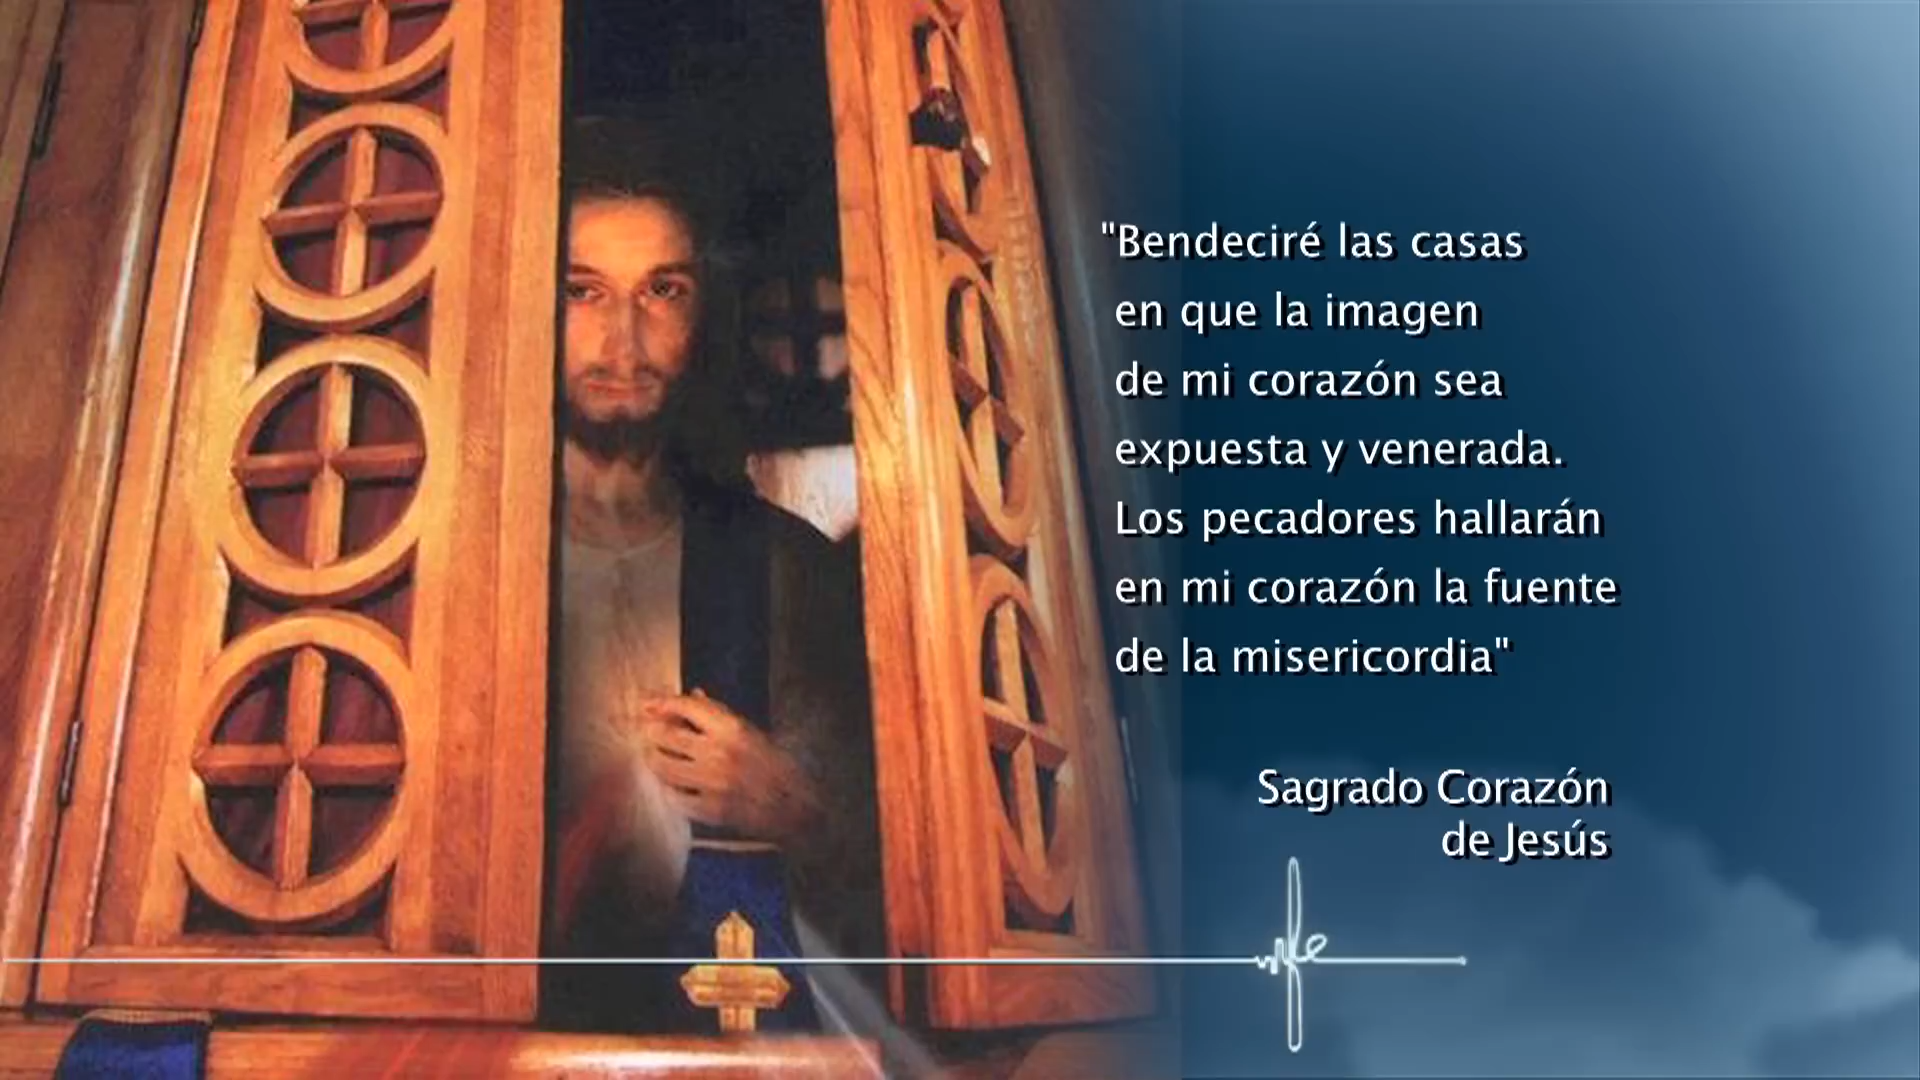 "Bendeciré las casas
en que la imagen
de mi corazón sea
expuesta y venerada.
Los pecadores hallarán
en mi corazón la fuente
de la misericordia"
Sagrado Corazón
de Jesús